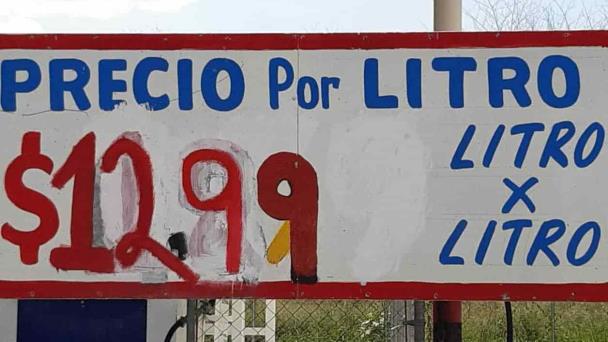 PRECIO Por LITRO
$12.99
LITRO
X
LITRO